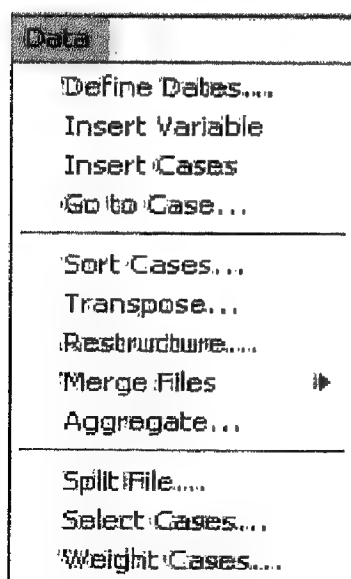 Data
Define Dates...
Insert Variable
Insert Cases
Go to Case...
Sort Cases...
Transpose...
Restructure...
Merge Files
Aggregate...
Split File...
Select Cases...
Weight Cases...